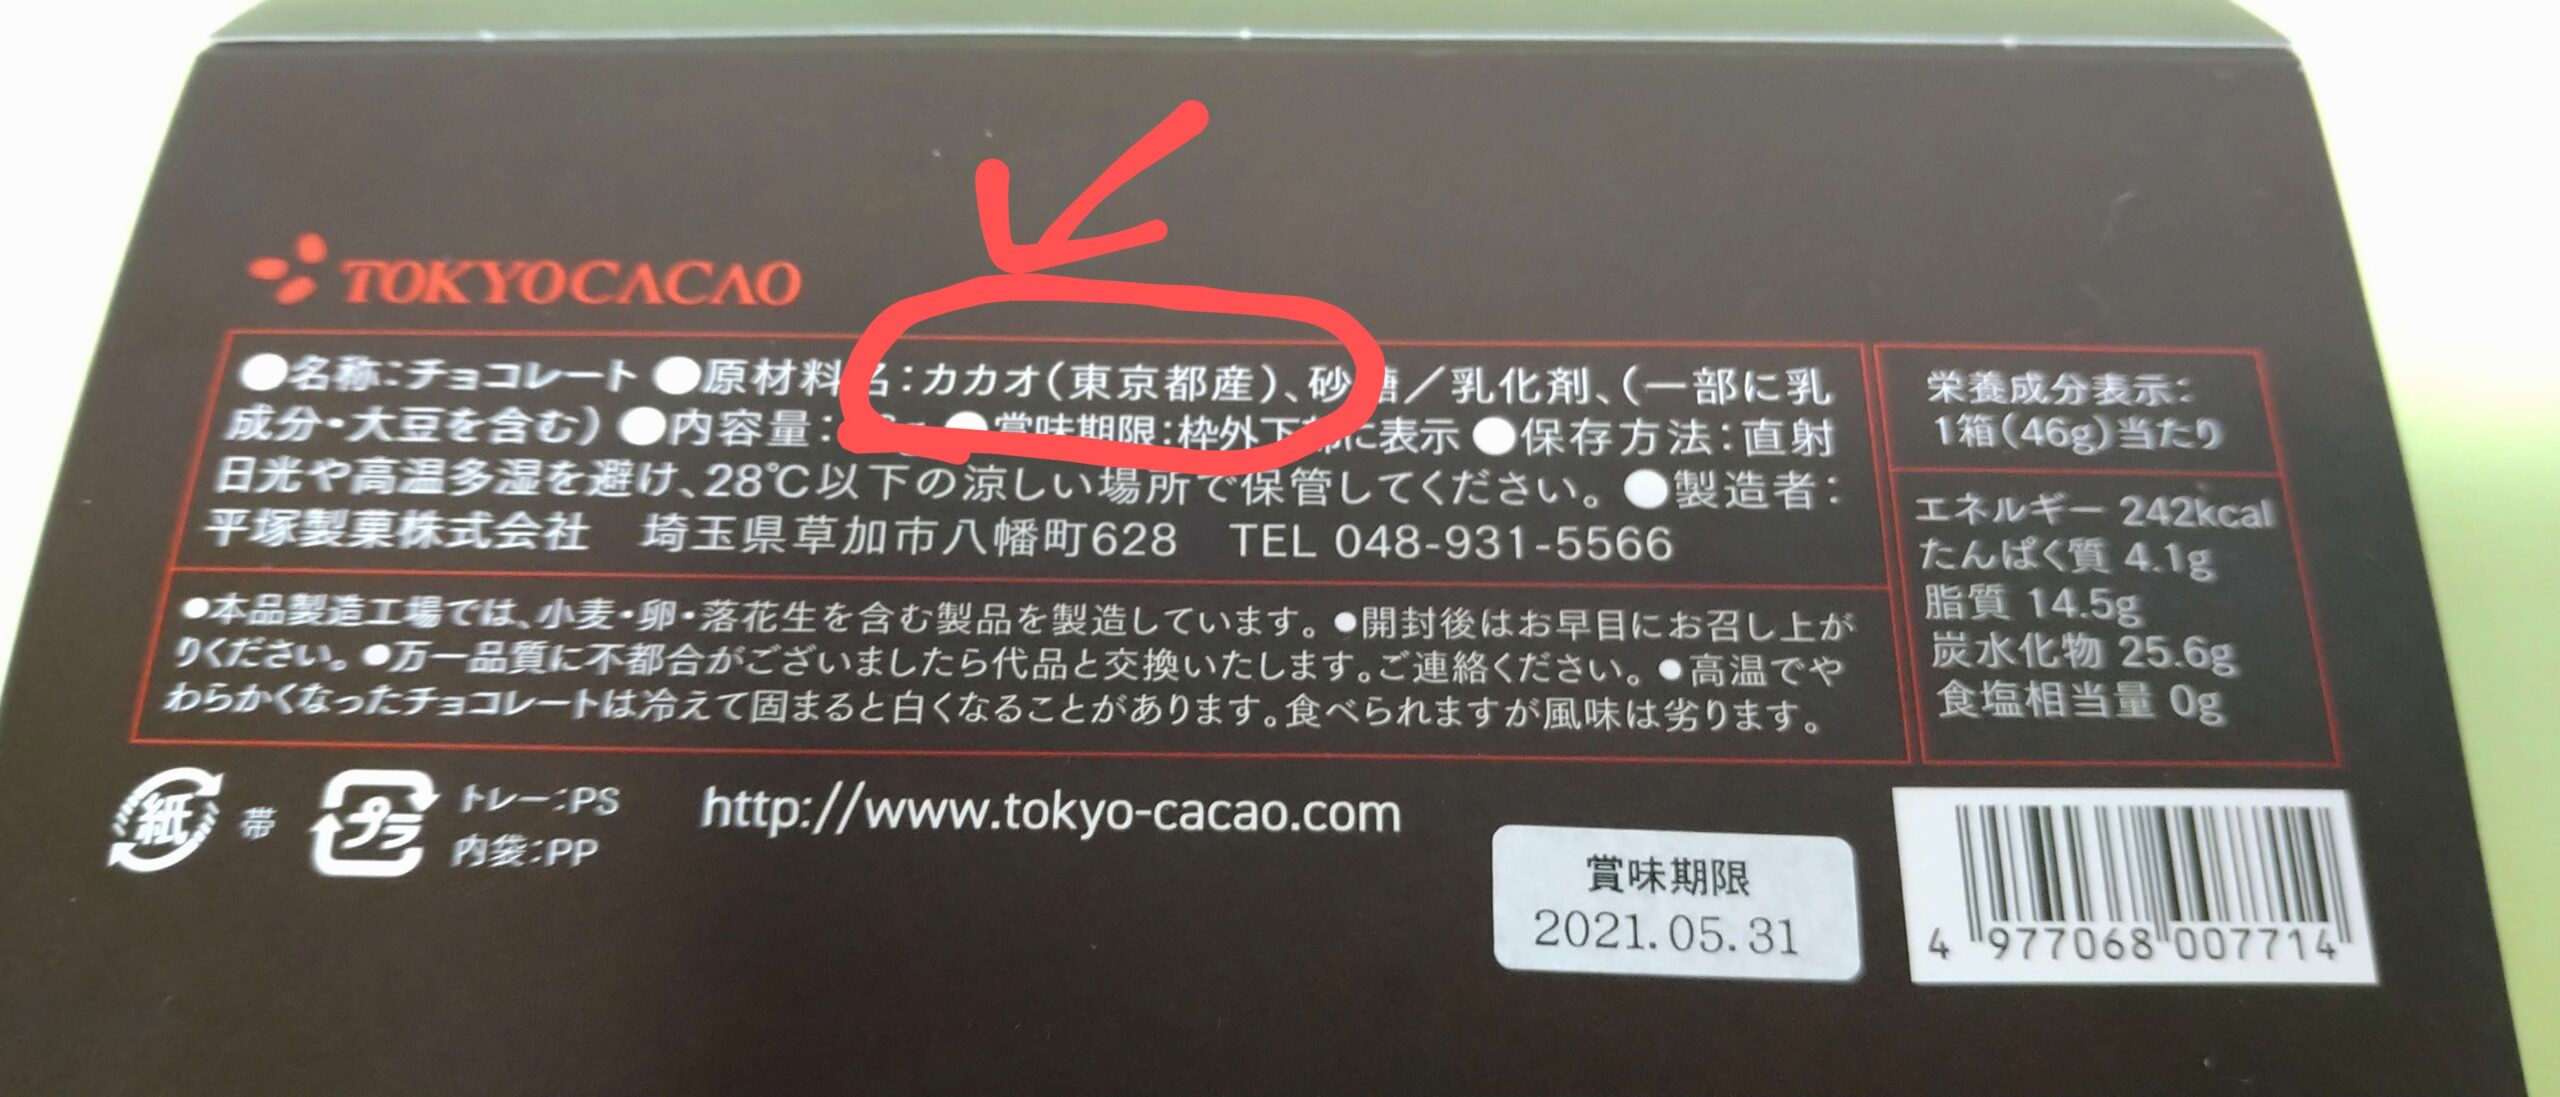 TOKYOCACAO
●名称：チョコレート ●原材料名：カカオ（東京都産）、砂糖／乳化剤、（一部に乳
成分・大豆を含む） ●内容量： ●賞味期限：枠外下部に表示 ●保存方法：直射
日光や高温多湿を避け、28℃以下の涼しい場所で保管してください。 ●製造者：
平塚製菓株式会社 埼玉県草加市八幡町628 TEL 048-931-5566
●本品製造工場では、小麦・卵・落花生を含む製品を製造しています。 ●開封後はお早目にお召し上が
りください。 ●万一品質に不都合がございましたら代品と交換いたします。ご連絡ください。 ●高温でや
わらかくなったチョコレートは冷えて固まると白くなることがあります。食べられますが風味は劣ります。
栄養成分表示：
1箱（46g）当たり
エネルギー 242kcal
たんぱく質 4.1g
脂質 14.5g
炭水化物 25.6g
食塩相当量 0g
紙 帯
プラ トレー：PS
内袋：PP
http://www.tokyo-cacao.com
賞味期限
2021.05.31
4 977068 007714